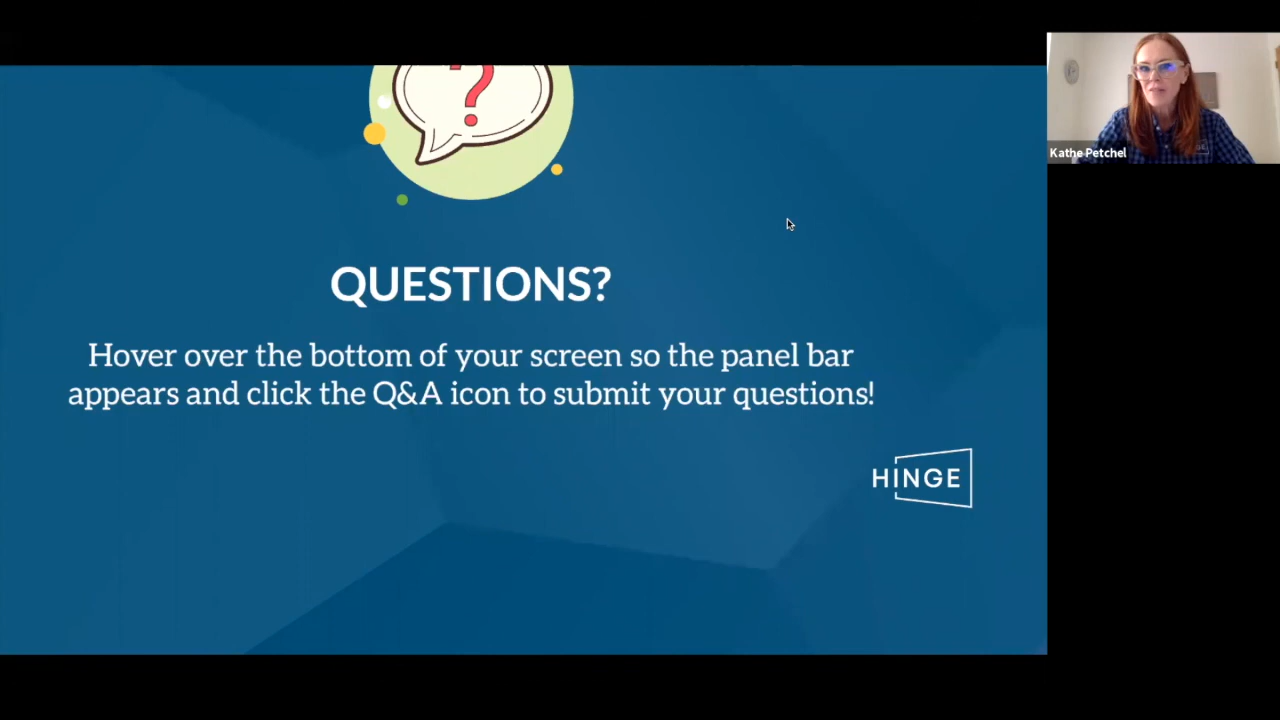 ?
Kathe Petchel
QUESTIONS?
Hover over the bottom of your screen so the panel bar
appears and click the Q&A icon to submit your questions!
HINGE